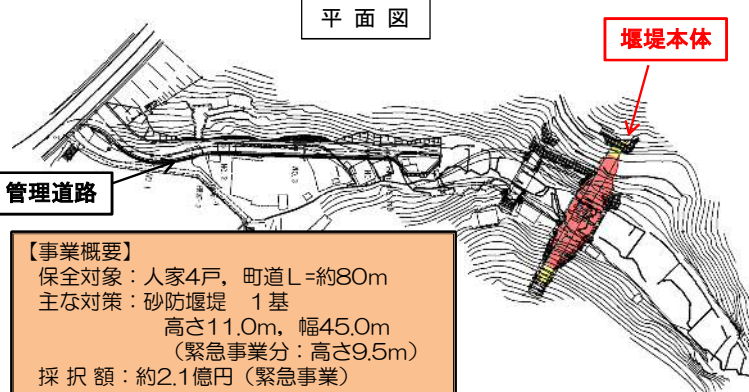 平面図
堰堤本体
管理道路
【事業概要】
保全対象：人家4戸，町道Ｌ=約80m
主な対策：砂防堰堤　１基
高さ11.0m，幅45.0m
（緊急事業分：高さ9.5m）
採択額：約2.1億円（緊急事業）